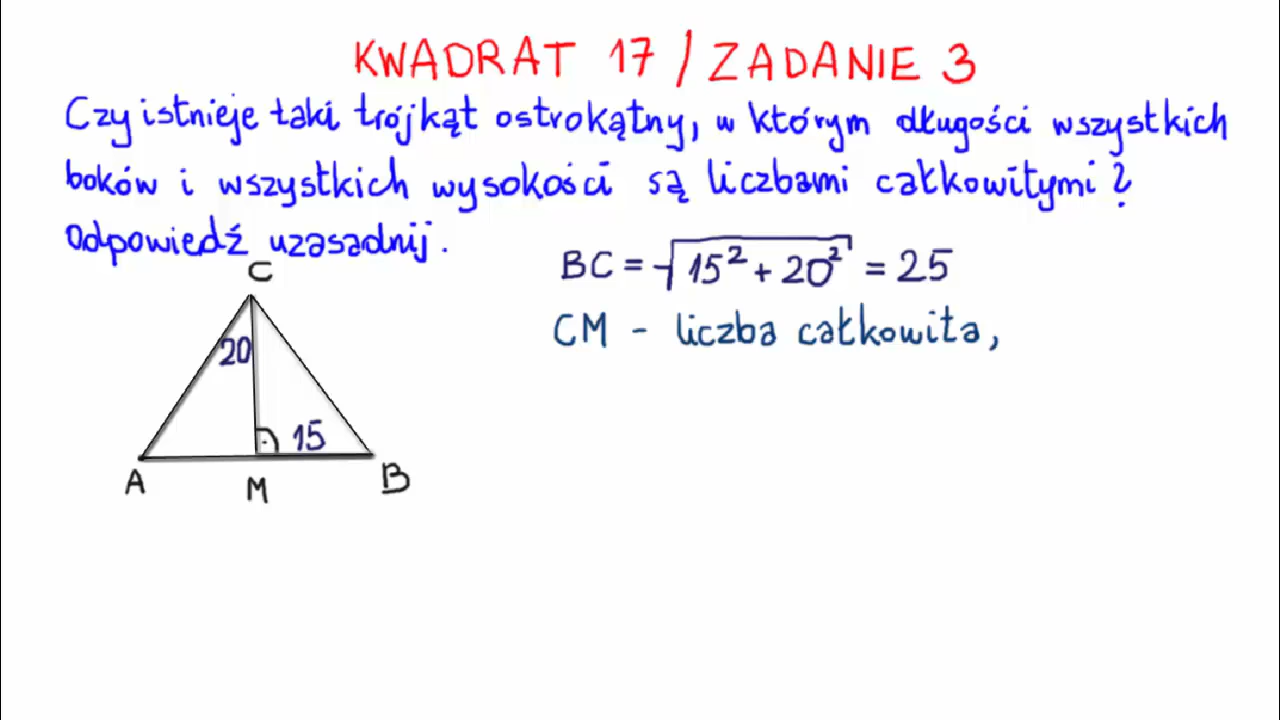 KWADRAT 17 / ZADANIE 3
Czy istnieje taki trójkąt ostrokątny, w którym długości wszystkich
boków i wszystkich wysokości są liczbami całkowitymi?
Odpowiedź uzasadnij.
C
BC = √15² + 20² = 25
CM - liczba całkowita,
20
15
A
M
B